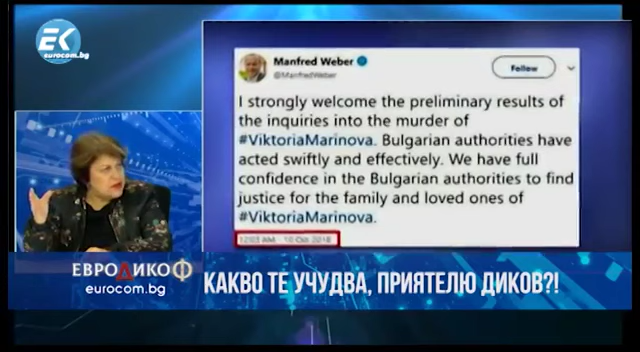 EK
eurocom.bg
Manfred Weber
@ManfredWeber
Follow
I strongly welcome the preliminary results of
the inquiries into the murder of
#ViktoriaMarinova. Bulgarian authorities have
acted swiftly and effectively. We have full
confidence in the Bulgarian authorities to find
justice for the family and loved ones of
#ViktoriaMarinova.
12:03 AM - 10 Oct 2018
ЕВРОДИКОФ
eurocom.bg
КАКВО ТЕ УЧУДВА, ПРИЯТЕЛЮ ДИКОВ?!